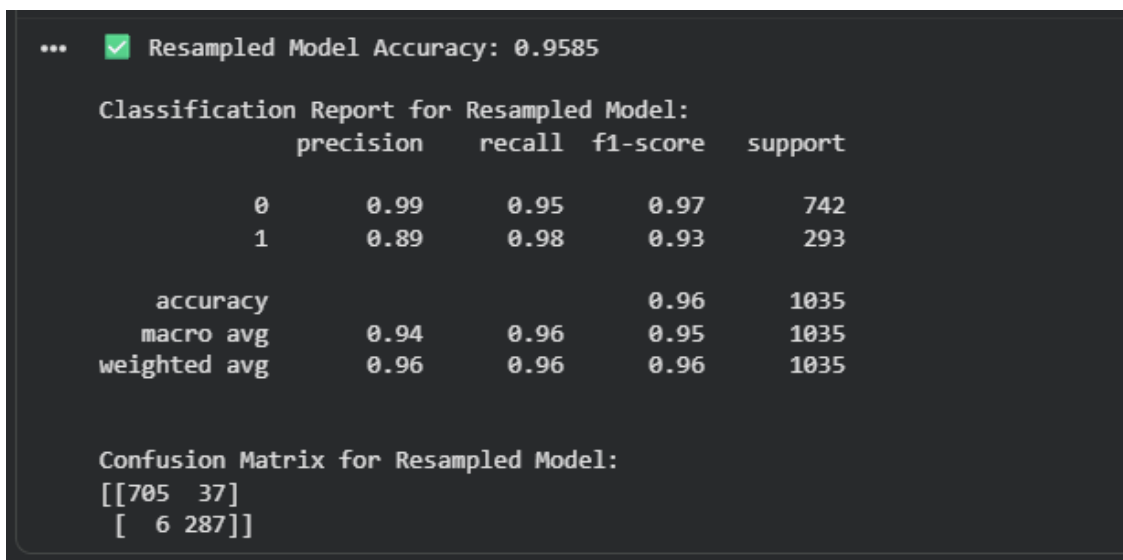 ••• ✅ Resampled Model Accuracy: 0.9585
Classification Report for Resampled Model:
precision recall f1-score support
0 0.99 0.95 0.97 742
1 0.89 0.98 0.93 293
accuracy 0.96 1035
macro avg 0.94 0.96 0.95 1035
weighted avg 0.96 0.96 0.96 1035
Confusion Matrix for Resampled Model:
[[705 37]
[ 6 287]]